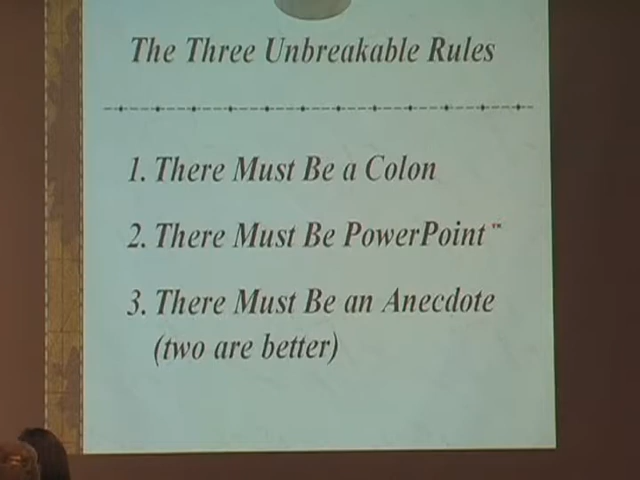 The Three Unbreakable Rules
1. There Must Be a Colon
2. There Must Be PowerPoint™
3. There Must Be an Anecdote
(two are better)